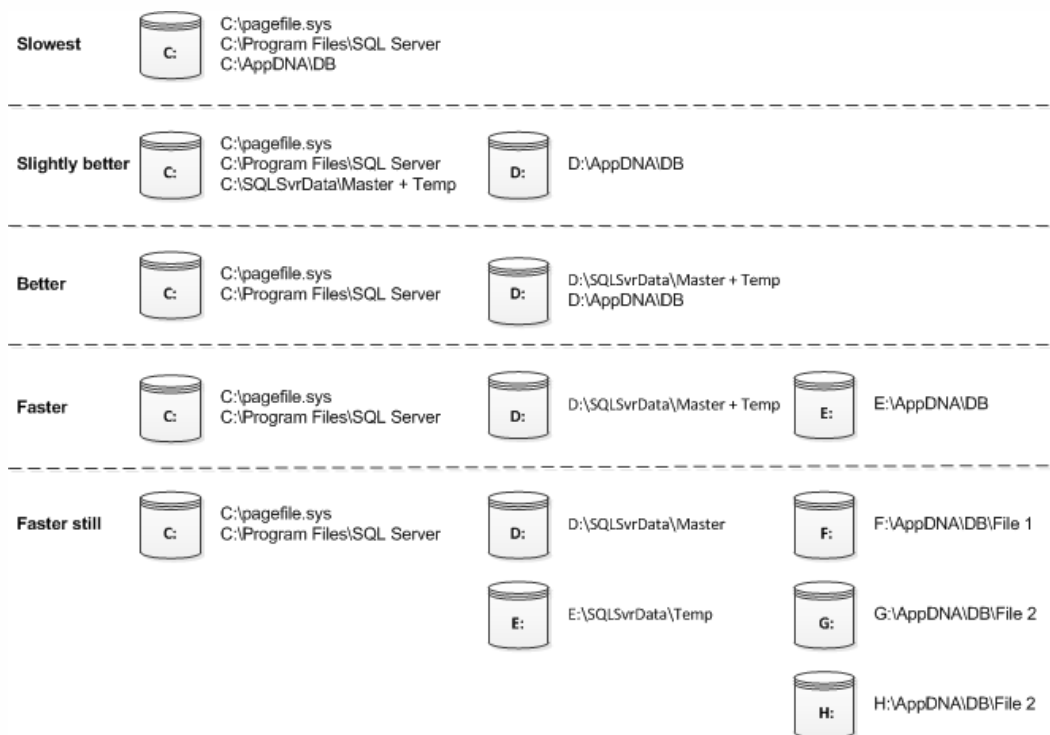 Slowest
C:
C:\pagefile.sys
C:\Program Files\SQL Server
C:\AppDNA\DB
Slightly better
C:
C:\pagefile.sys
C:\Program Files\SQL Server
C:\SQLSvrData\Master + Temp
D:
D:\AppDNA\DB
Better
C:
C:\pagefile.sys
C:\Program Files\SQL Server
D:
D:\SQLSvrData\Master + Temp
D:\AppDNA\DB
Faster
C:
C:\pagefile.sys
C:\Program Files\SQL Server
D:
D:\SQLSvrData\Master + Temp
E:
E:\AppDNA\DB
Faster still
C:
C:\pagefile.sys
C:\Program Files\SQL Server
D:
D:\SQLSvrData\Master
F:
F:\AppDNA\DB\File 1
E:
E:\SQLSvrData\Temp
G:
G:\AppDNA\DB\File 2
H:
H:\AppDNA\DB\File 2